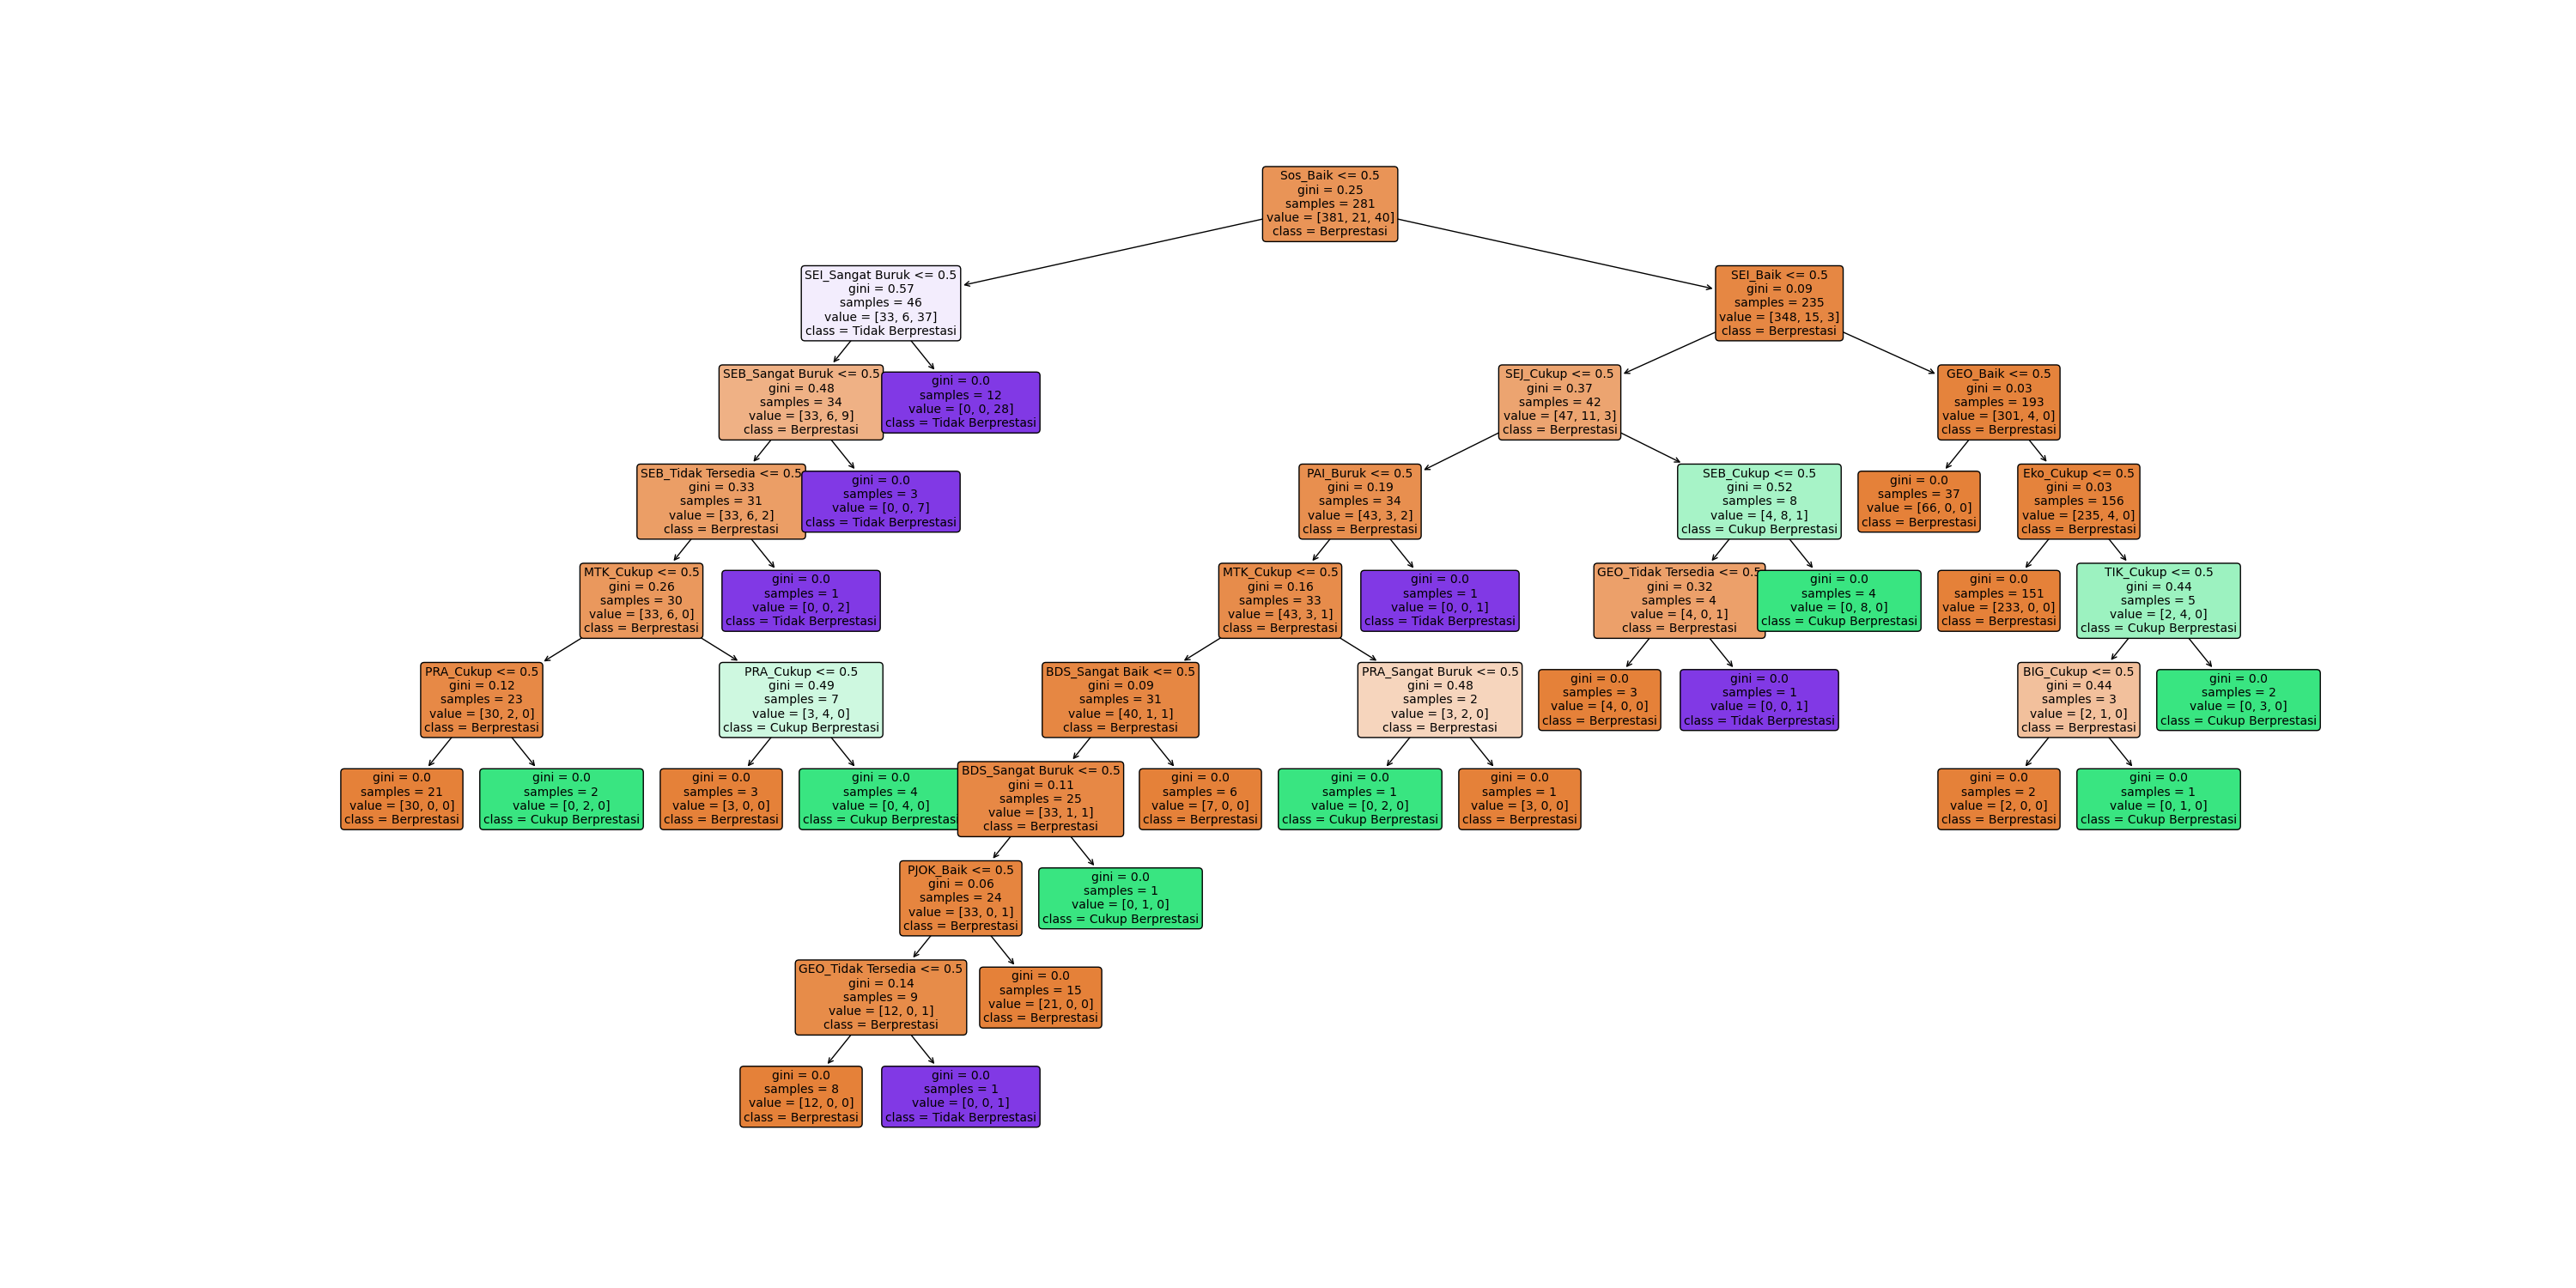 Sos_Baik <= 0.5
gini = 0.25
samples = 281
value = [381, 21, 40]
class = Berprestasi
SEI_Sangat Buruk <= 0.5
gini = 0.57
samples = 46
value = [33, 6, 37]
class = Tidak Berprestasi
SEI_Baik <= 0.5
gini = 0.09
samples = 235
value = [348, 15, 3]
class = Berprestasi
SEB_Sangat Buruk <= 0.5
gini = 0.48
samples = 34
value = [33, 6, 9]
class = Berprestasi
gini = 0.0
samples = 12
value = [0, 0, 28]
class = Tidak Berprestasi
SEJ_Cukup <= 0.5
gini = 0.37
samples = 42
value = [47, 11, 3]
class = Berprestasi
GEO_Baik <= 0.5
gini = 0.03
samples = 193
value = [301, 4, 0]
class = Berprestasi
SEB_Tidak Tersedia <= 0.5
gini = 0.33
samples = 31
value = [33, 6, 2]
class = Berprestasi
gini = 0.0
samples = 3
value = [0, 0, 7]
class = Tidak Berprestasi
PAI_Buruk <= 0.5
gini = 0.19
samples = 34
value = [43, 3, 2]
class = Berprestasi
SEB_Cukup <= 0.5
gini = 0.52
samples = 8
value = [4, 8, 1]
class = Cukup Berprestasi
gini = 0.0
samples = 37
value = [66, 0, 0]
class = Berprestasi
Eko_Cukup <= 0.5
gini = 0.03
samples = 156
value = [235, 4, 0]
class = Berprestasi
MTK_Cukup <= 0.5
gini = 0.26
samples = 30
value = [33, 6, 0]
class = Berprestasi
gini = 0.0
samples = 1
value = [0, 0, 2]
class = Tidak Berprestasi
MTK_Cukup <= 0.5
gini = 0.16
samples = 33
value = [43, 3, 1]
class = Berprestasi
gini = 0.0
samples = 1
value = [0, 0, 1]
class = Tidak Berprestasi
GEO_Tidak Tersedia <= 0.5
gini = 0.32
samples = 4
value = [4, 0, 1]
class = Berprestasi
gini = 0.0
samples = 4
value = [0, 8, 0]
class = Cukup Berprestasi
gini = 0.0
samples = 151
value = [233, 0, 0]
class = Berprestasi
TIK_Cukup <= 0.5
gini = 0.44
samples = 5
value = [2, 4, 0]
class = Cukup Berprestasi
PRA_Cukup <= 0.5
gini = 0.12
samples = 23
value = [30, 2, 0]
class = Berprestasi
PRA_Cukup <= 0.5
gini = 0.49
samples = 7
value = [3, 4, 0]
class = Cukup Berprestasi
BDS_Sangat Baik <= 0.5
gini = 0.09
samples = 31
value = [40, 1, 1]
class = Berprestasi
PRA_Sangat Buruk <= 0.5
gini = 0.48
samples = 2
value = [3, 2, 0]
class = Berprestasi
gini = 0.0
samples = 3
value = [4, 0, 0]
class = Berprestasi
gini = 0.0
samples = 1
value = [0, 0, 1]
class = Tidak Berprestasi
BIG_Cukup <= 0.5
gini = 0.44
samples = 3
value = [2, 1, 0]
class = Berprestasi
gini = 0.0
samples = 2
value = [0, 3, 0]
class = Cukup Berprestasi
gini = 0.0
samples = 21
value = [30, 0, 0]
class = Berprestasi
gini = 0.0
samples = 2
value = [0, 2, 0]
class = Cukup Berprestasi
gini = 0.0
samples = 3
value = [3, 0, 0]
class = Berprestasi
gini = 0.0
samples = 4
value = [0, 4, 0]
class = Cukup Berprestasi
BDS_Sangat Buruk <= 0.5
gini = 0.11
samples = 25
value = [33, 1, 1]
class = Berprestasi
gini = 0.0
samples = 6
value = [7, 0, 0]
class = Berprestasi
gini = 0.0
samples = 1
value = [0, 2, 0]
class = Cukup Berprestasi
gini = 0.0
samples = 1
value = [3, 0, 0]
class = Berprestasi
gini = 0.0
samples = 2
value = [2, 0, 0]
class = Berprestasi
gini = 0.0
samples = 1
value = [0, 1, 0]
class = Cukup Berprestasi
PJOK_Baik <= 0.5
gini = 0.06
samples = 24
value = [33, 0, 1]
class = Berprestasi
gini = 0.0
samples = 1
value = [0, 1, 0]
class = Cukup Berprestasi
GEO_Tidak Tersedia <= 0.5
gini = 0.14
samples = 9
value = [12, 0, 1]
class = Berprestasi
gini = 0.0
samples = 15
value = [21, 0, 0]
class = Berprestasi
gini = 0.0
samples = 8
value = [12, 0, 0]
class = Berprestasi
gini = 0.0
samples = 1
value = [0, 0, 1]
class = Tidak Berprestasi